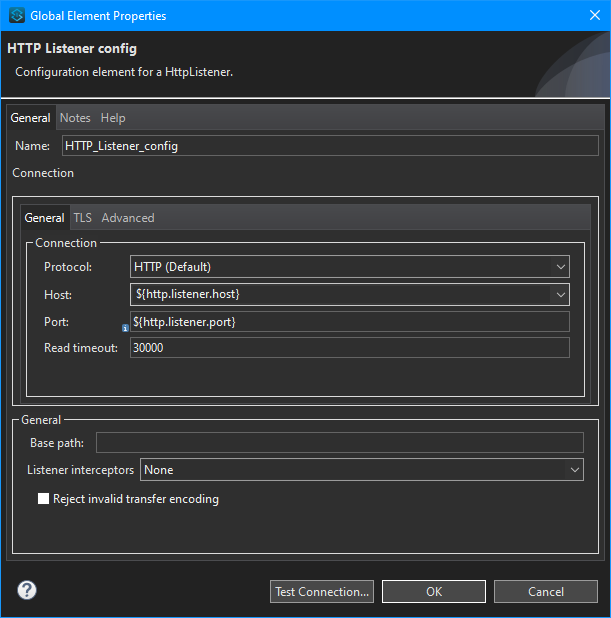 Global Element Properties
HTTP Listener config
Configuration element for a HttpListener.
General Notes Help
Name: HTTP_Listener_config
Connection
General TLS Advanced
Connection
Protocol: HTTP (Default)
Host: ${http.listener.host}
Port: ${http.listener.port}
Read timeout: 30000
General
Base path:
Listener interceptors None
Reject invalid transfer encoding
? Test Connection... OK Cancel